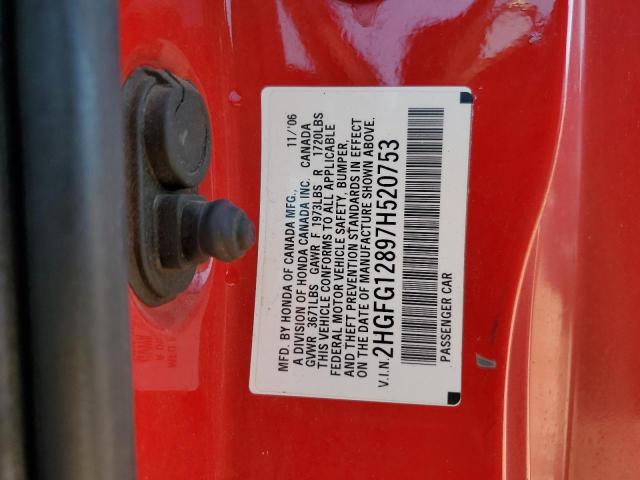 MFD. BY HONDA OF CANADA MFG., 11/'06
A DIVISION OF HONDA CANADA INC. CANADA
GVWR 3671LBS GAWR F 1973LBS R 1720LBS
THIS VEHICLE CONFORMS TO ALL APPLICABLE
FEDERAL MOTOR VEHICLE SAFETY, BUMPER,
AND THEFT PREVENTION STANDARDS IN EFFECT
ON THE DATE OF MANUFACTURE SHOWN ABOVE.
V.I.N. 2HGFG12897H520753
PASSENGER CAR